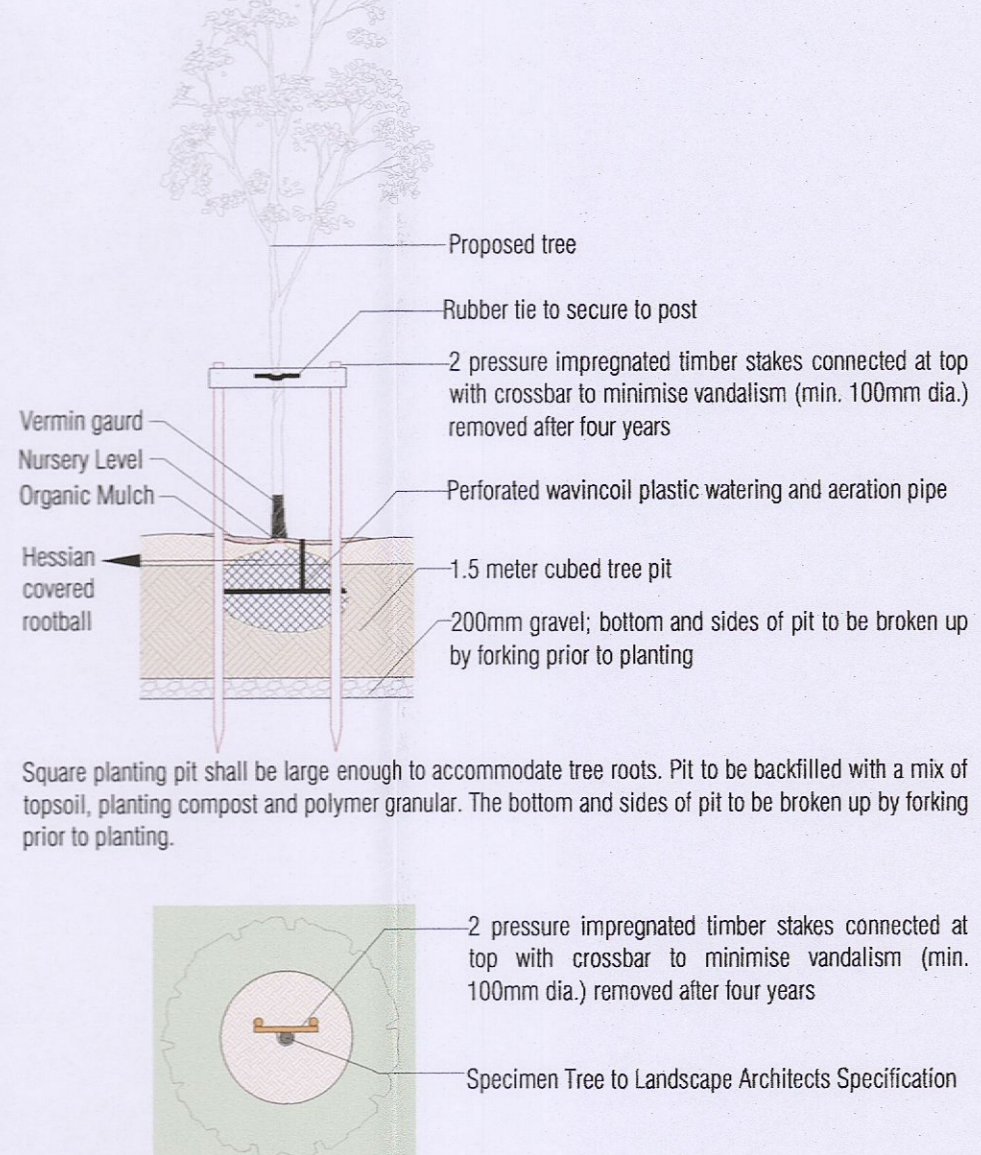 Proposed tree
Rubber tie to secure to post
2 pressure impregnated timber stakes connected at top
with crossbar to minimise vandalism (min. 100mm dia.)
removed after four years
Vermin gaurd
Nursery Level
Organic Mulch
Hessian
covered
rootball
Perforated wavincoil plastic watering and aeration pipe
1.5 meter cubed tree pit
200mm gravel; bottom and sides of pit to be broken up
by forking prior to planting
Square planting pit shall be large enough to accommodate tree roots. Pit to be backfilled with a mix of
topsoil, planting compost and polymer granular. The bottom and sides of pit to be broken up by forking
prior to planting.
2 pressure impregnated timber stakes connected at
top with crossbar to minimise vandalism (min.
100mm dia.) removed after four years
Specimen Tree to Landscape Architects Specification